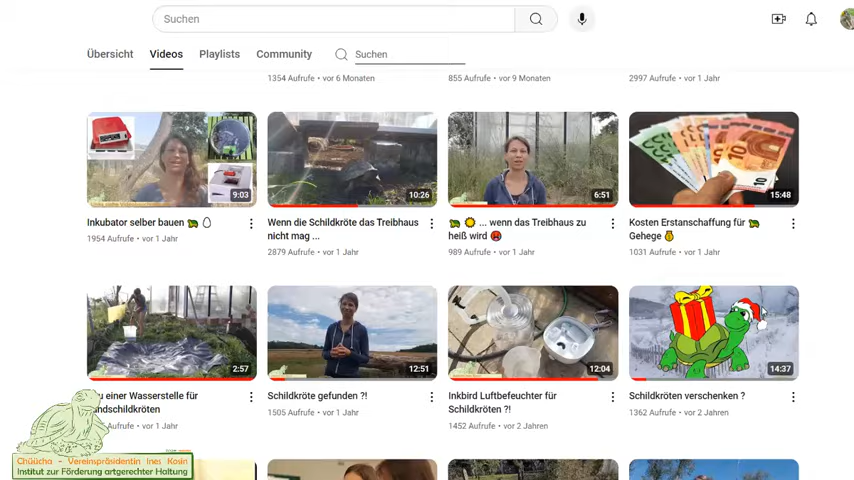 Suchen
Übersicht Videos Playlists Community Suchen
1354 Aufrufe • vor 6 Monaten
855 Aufrufe • vor 9 Monaten
2997 Aufrufe • vor 1 Jahr
9:03
10:26
6:51
10
15:48
Inkubator selber bauen
1954 Aufrufe • vor 1 Jahr
Wenn die Schildkröte das Treibhaus
nicht mag ...
2879 Aufrufe • vor 1 Jahr
... wenn das Treibhaus zu
heiß wird
989 Aufrufe • vor 1 Jahr
Kosten Erstanschaffung für
Gehege
1031 Aufrufe • vor 1 Jahr
2:57
12:51
12:04
14:37
einer Wasserstelle für
vor 1 Jahr
Schildkröte gefunden ?!
1505 Aufrufe • vor 1 Jahr
Inkbird Luftbefeuchter für
Schildkröten ?!
1452 Aufrufe • vor 2 Jahren
Schildkröten verschenken ?
1362 Aufrufe • vor 2 Jahren
Chüücha - Vereinspräsidentin Ines Kosin
Institut zur Förderung artgerechter Haltung